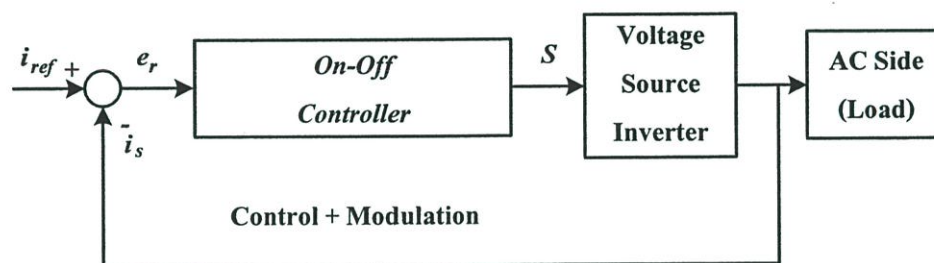 i_ref +
e_r
On-Off
Controller
S
Voltage
Source
Inverter
AC Side
(Load)
-
i_s
Control + Modulation